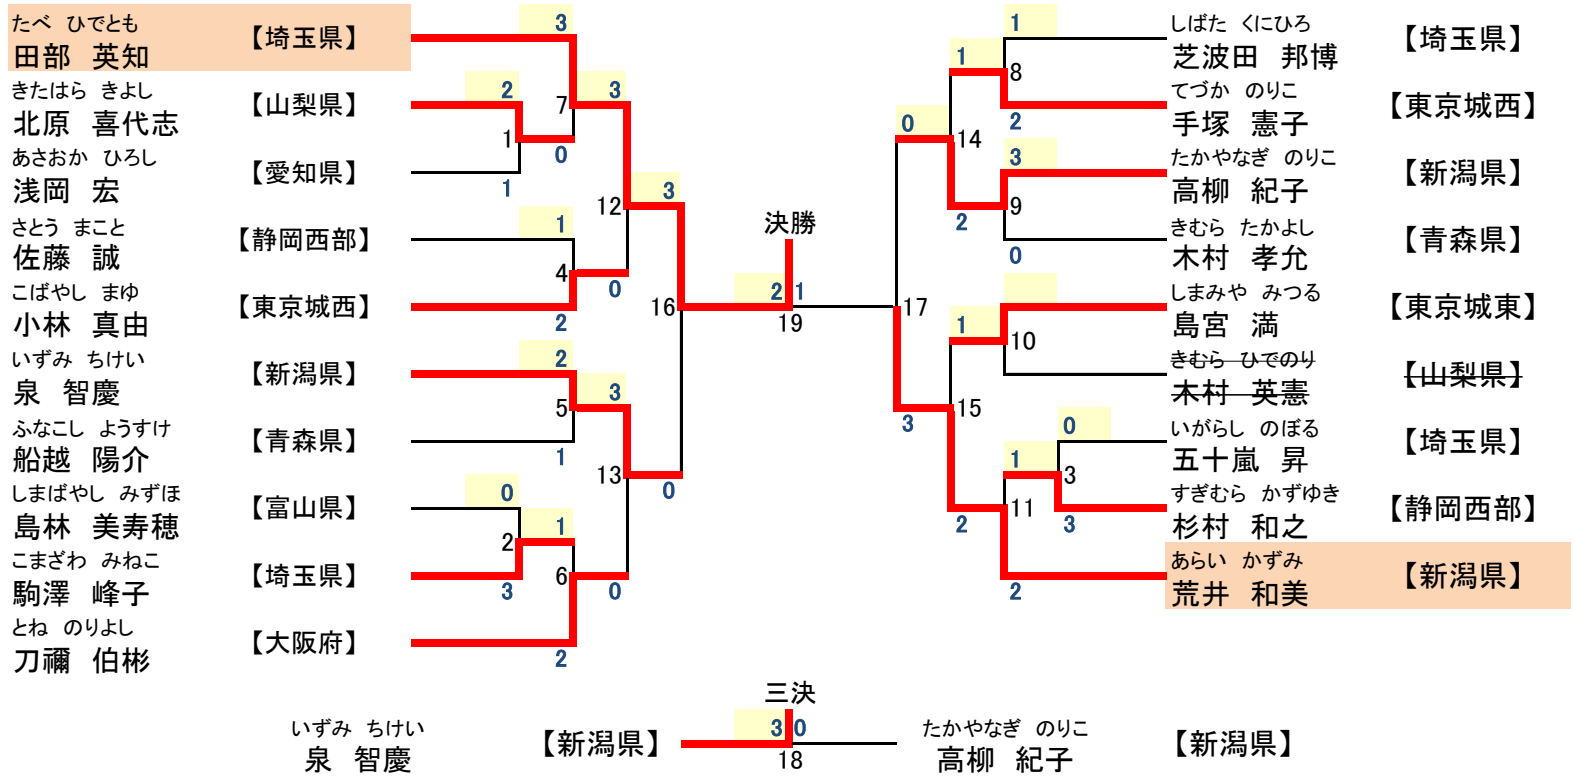 たべ ひでとも
田部 英知 【埼玉県】
きたはら きよし
北原 喜代志 【山梨県】
あさおか ひろし
浅岡 宏 【愛知県】
さとう まこと
佐藤 誠 【静岡西部】
こばやし まゆ
小林 真由 【東京城西】
いずみ ちけい
泉 智慶 【新潟県】
ふなこし ようすけ
船越 陽介 【青森県】
しまばやし みずほ
島林 美寿穂 【富山県】
こまざわ みねこ
駒澤 峰子 【埼玉県】
とね のりよし
刀禰 伯彬 【大阪府】
3
2
1
1
7
0
3
1
4
2
0
12
3
2
5
1
3
0
2
3
1
6
2
0
13
0
16
決勝
2 1
19
17
0
3
1
14
2
1
15
2
1
8
2
3
9
0
10
1
11
2
0
3
3
しばた くにひろ
芝波田 邦博 【埼玉県】
てづか のりこ
手塚 憲子 【東京城西】
たかやなぎ のりこ
高柳 紀子 【新潟県】
きむら たかよし
木村 孝允 【青森県】
しまみや みつる
島宮 満 【東京城東】
きむら ひでのり
木村 英憲 【山梨県】
いがらし のぼる
五十嵐 昇 【埼玉県】
すぎむら かずゆき
杉村 和之 【静岡西部】
あらい かずみ
荒井 和美 【新潟県】
三決
いずみ ちけい
泉 智慶 【新潟県】
3 0
18
たかやなぎ のりこ
高柳 紀子 【新潟県】